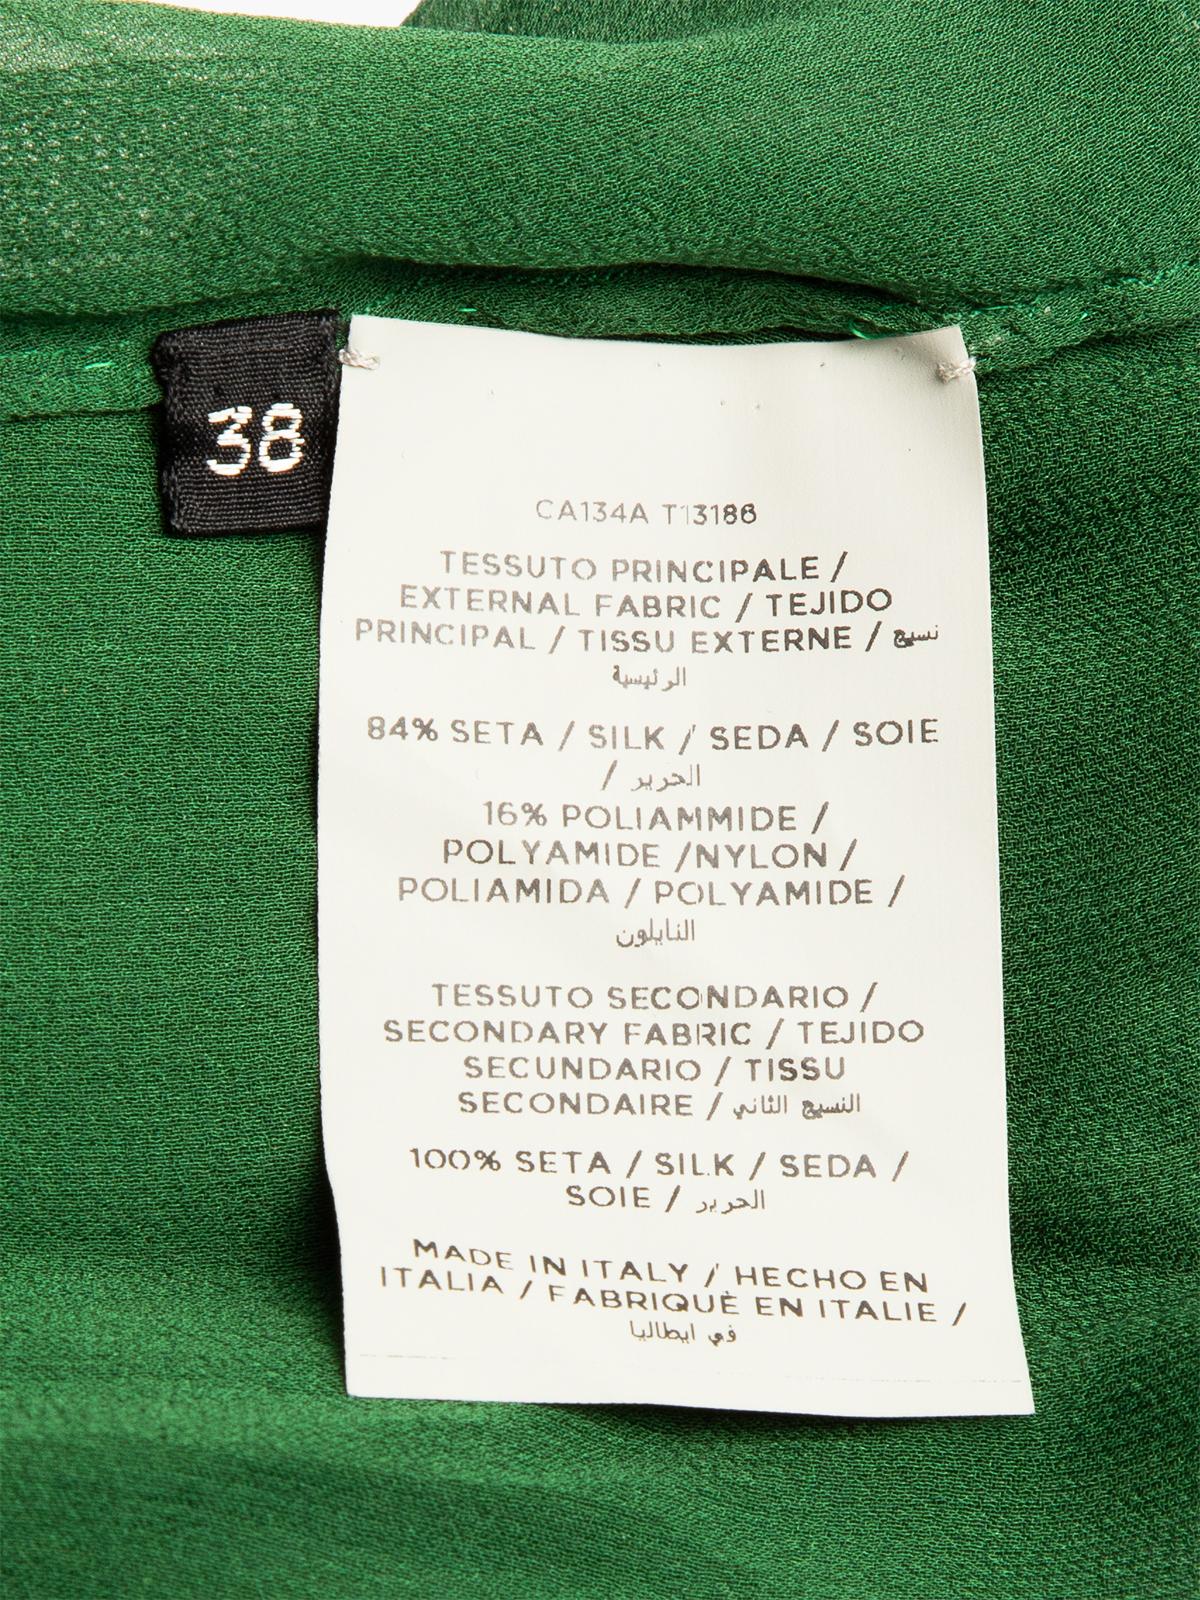 38
CA134A T13186
TESSUTO PRINCIPALE /
EXTERNAL FABRIC / TEJIDO
PRINCIPAL / TISSU EXTERNE / نسيج
الرئيسية
84% SETA / SILK / SEDA / SOIE
/ الحرير
16% POLIAMMIDE /
POLYAMIDE /NYLON /
POLIAMIDA / POLYAMIDE /
النايلون
TESSUTO SECONDARIO /
SECONDARY FABRIC / TEJIDO
SECUNDARIO / TISSU
SECONDAIRE / النسيج الثاني
100% SETA / SILK / SEDA /
SOIE / الحرير
MADE IN ITALY / HECHO EN
ITALIA / FABRIQUÈ EN ITALIE /
في ايطاليا